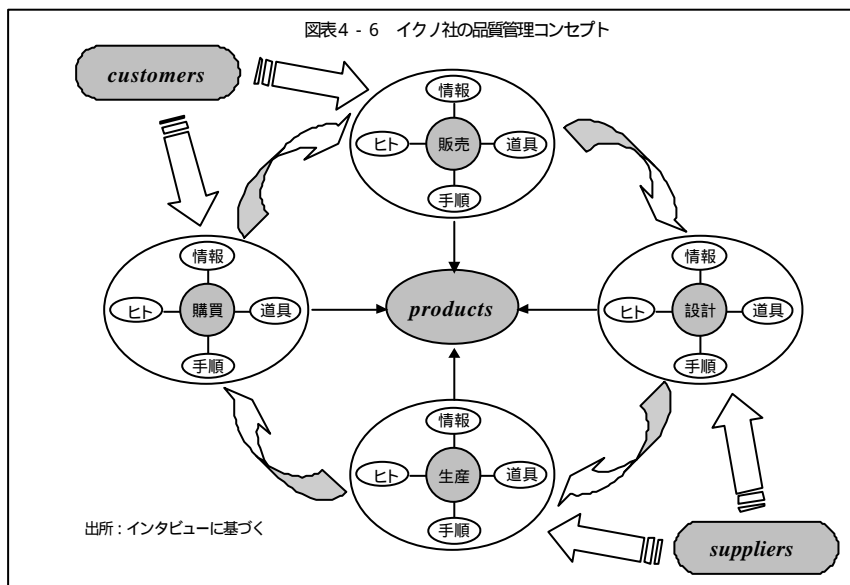 図表4-6 イクノ社の品質管理コンセプト
customers
情報
ヒト 販売 道具
手順
情報
ヒト 購買 道具
手順
products
情報
ヒト 設計 道具
手順
情報
ヒト 生産 道具
手順
出所：インタビューに基づく
suppliers